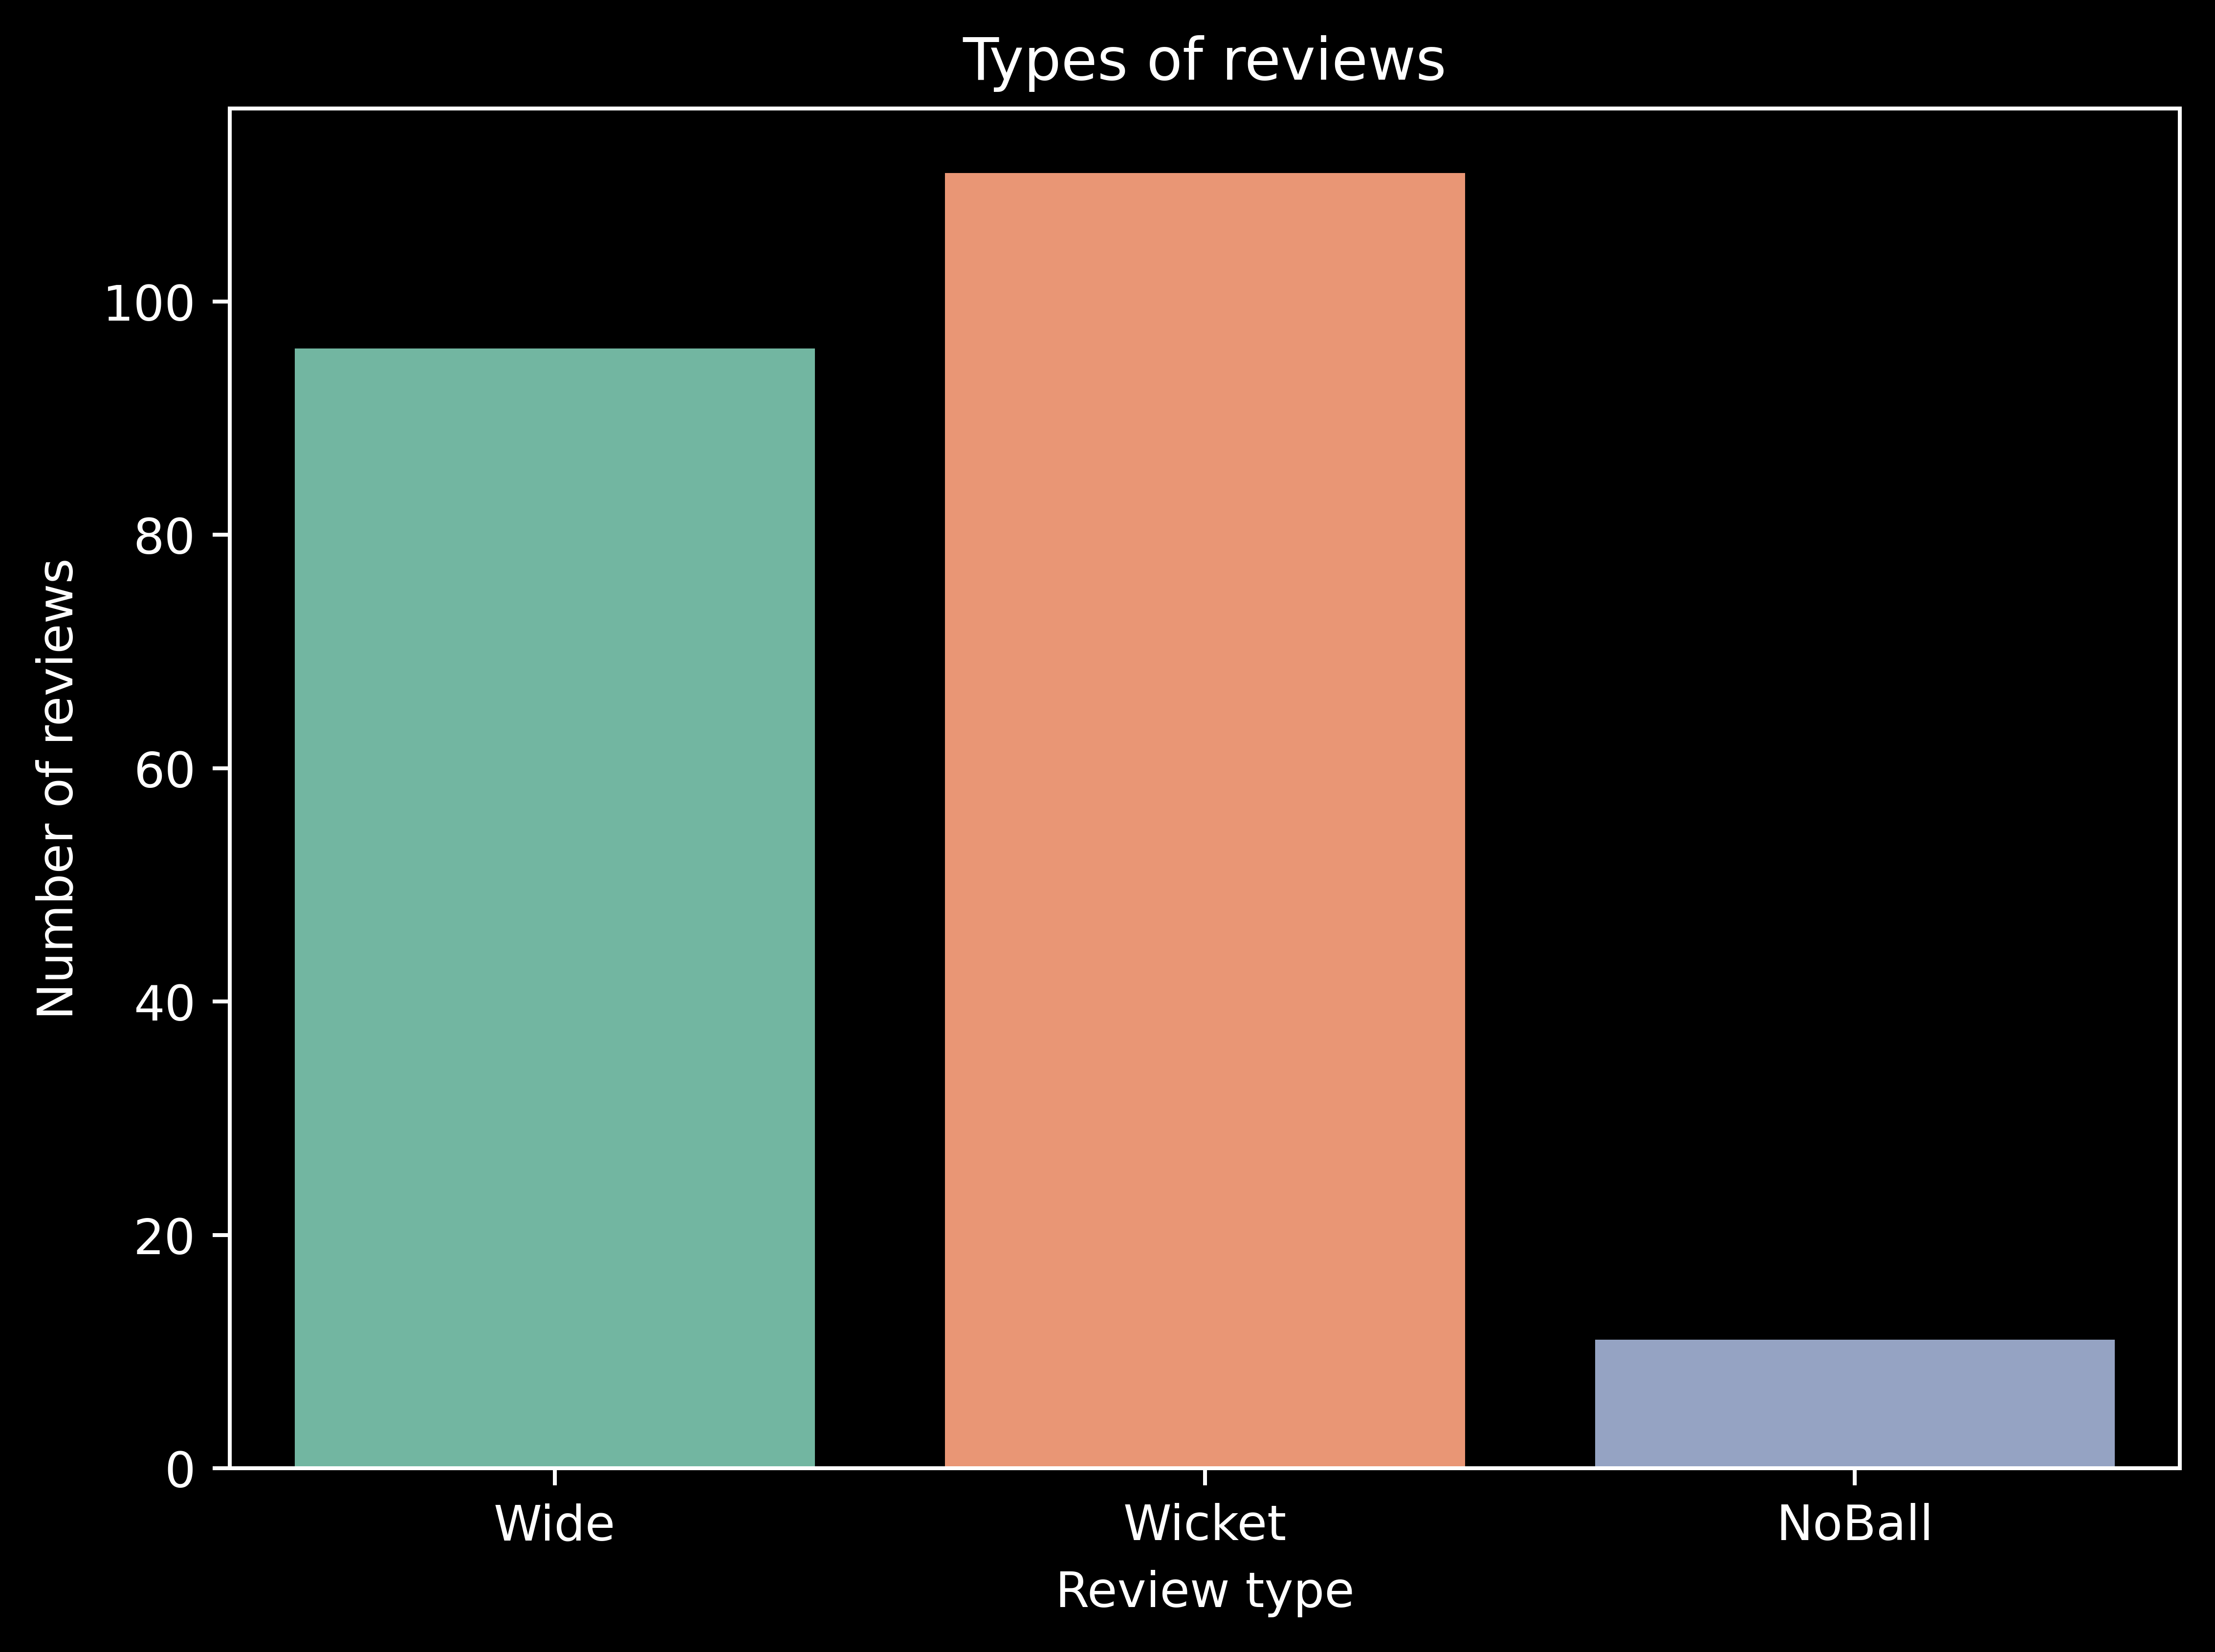 Types of reviews
100
80
60
40
20
0
Number of reviews
Wide
Wicket
NoBall
Review type